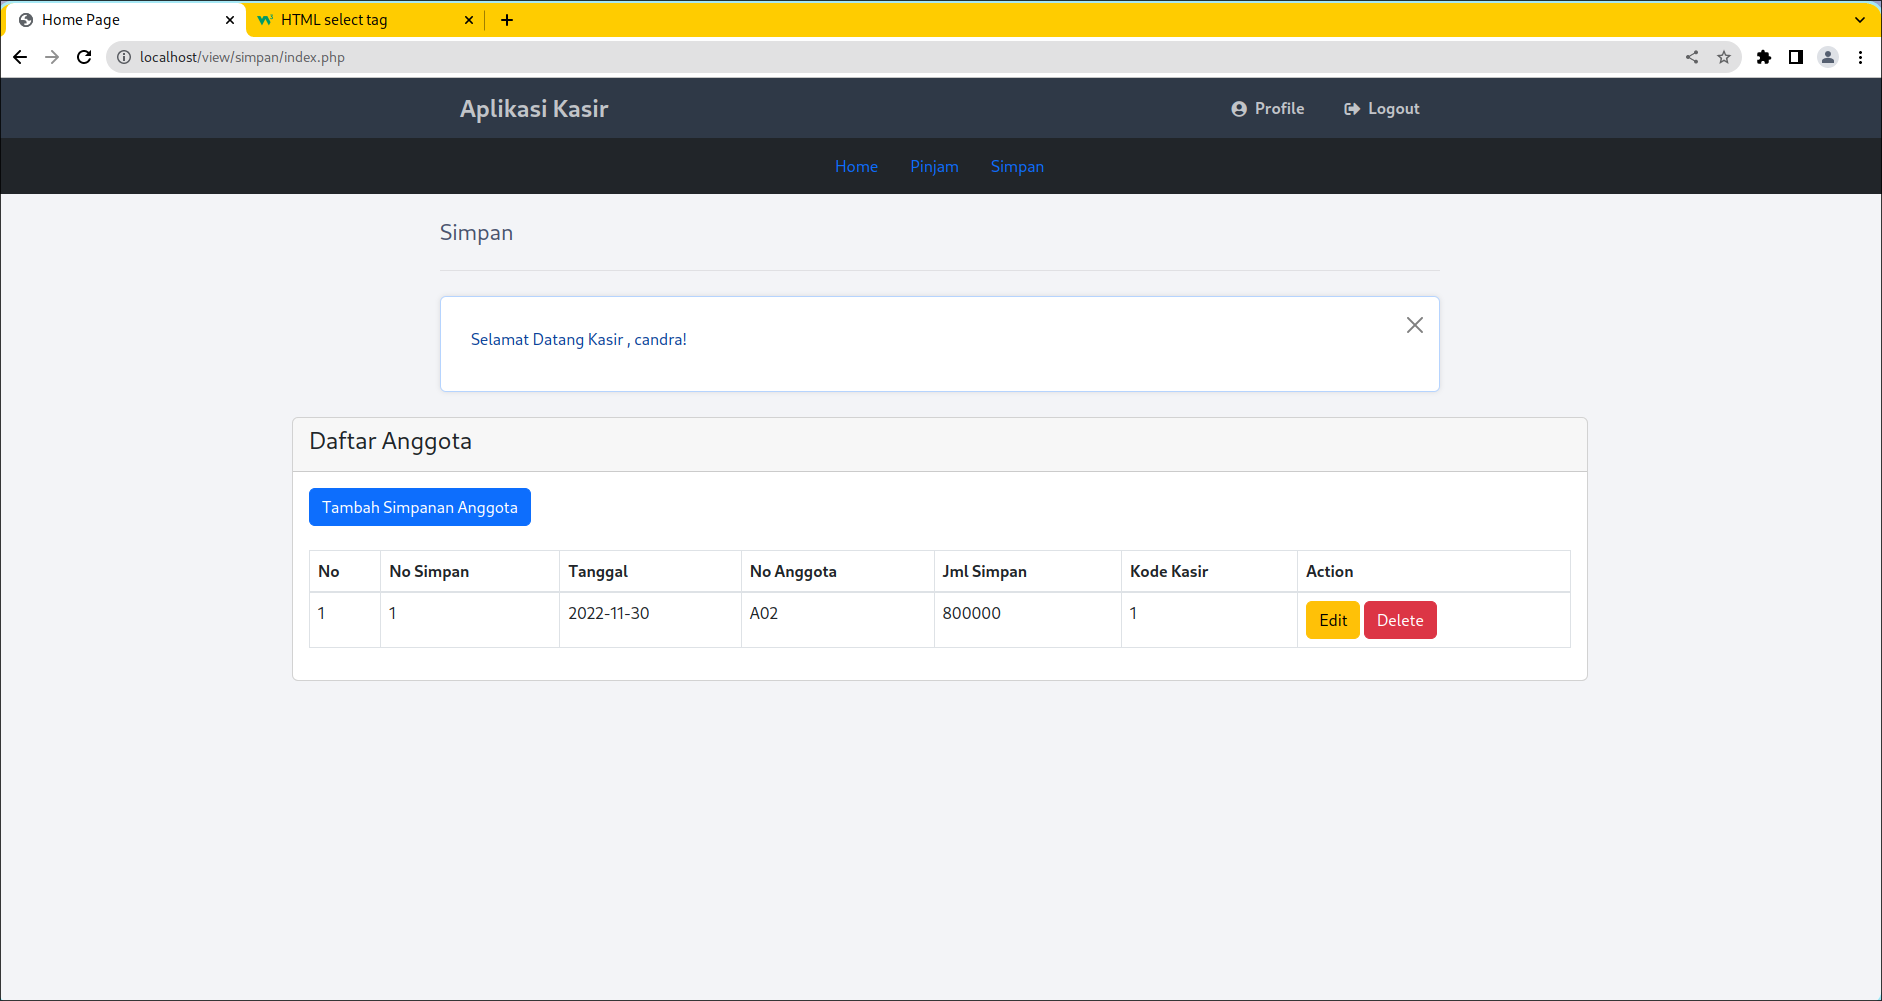 Home Page
HTML select tag
localhost/view/simpan/index.php
Aplikasi Kasir
Profile
Logout
Home
Pinjam
Simpan
Simpan
Selamat Datang Kasir , candra!
Daftar Anggota
Tambah Simpanan Anggota
No No Simpan Tanggal No Anggota Jml Simpan Kode Kasir Action
1 1 2022-11-30 A02 800000 1 Edit Delete